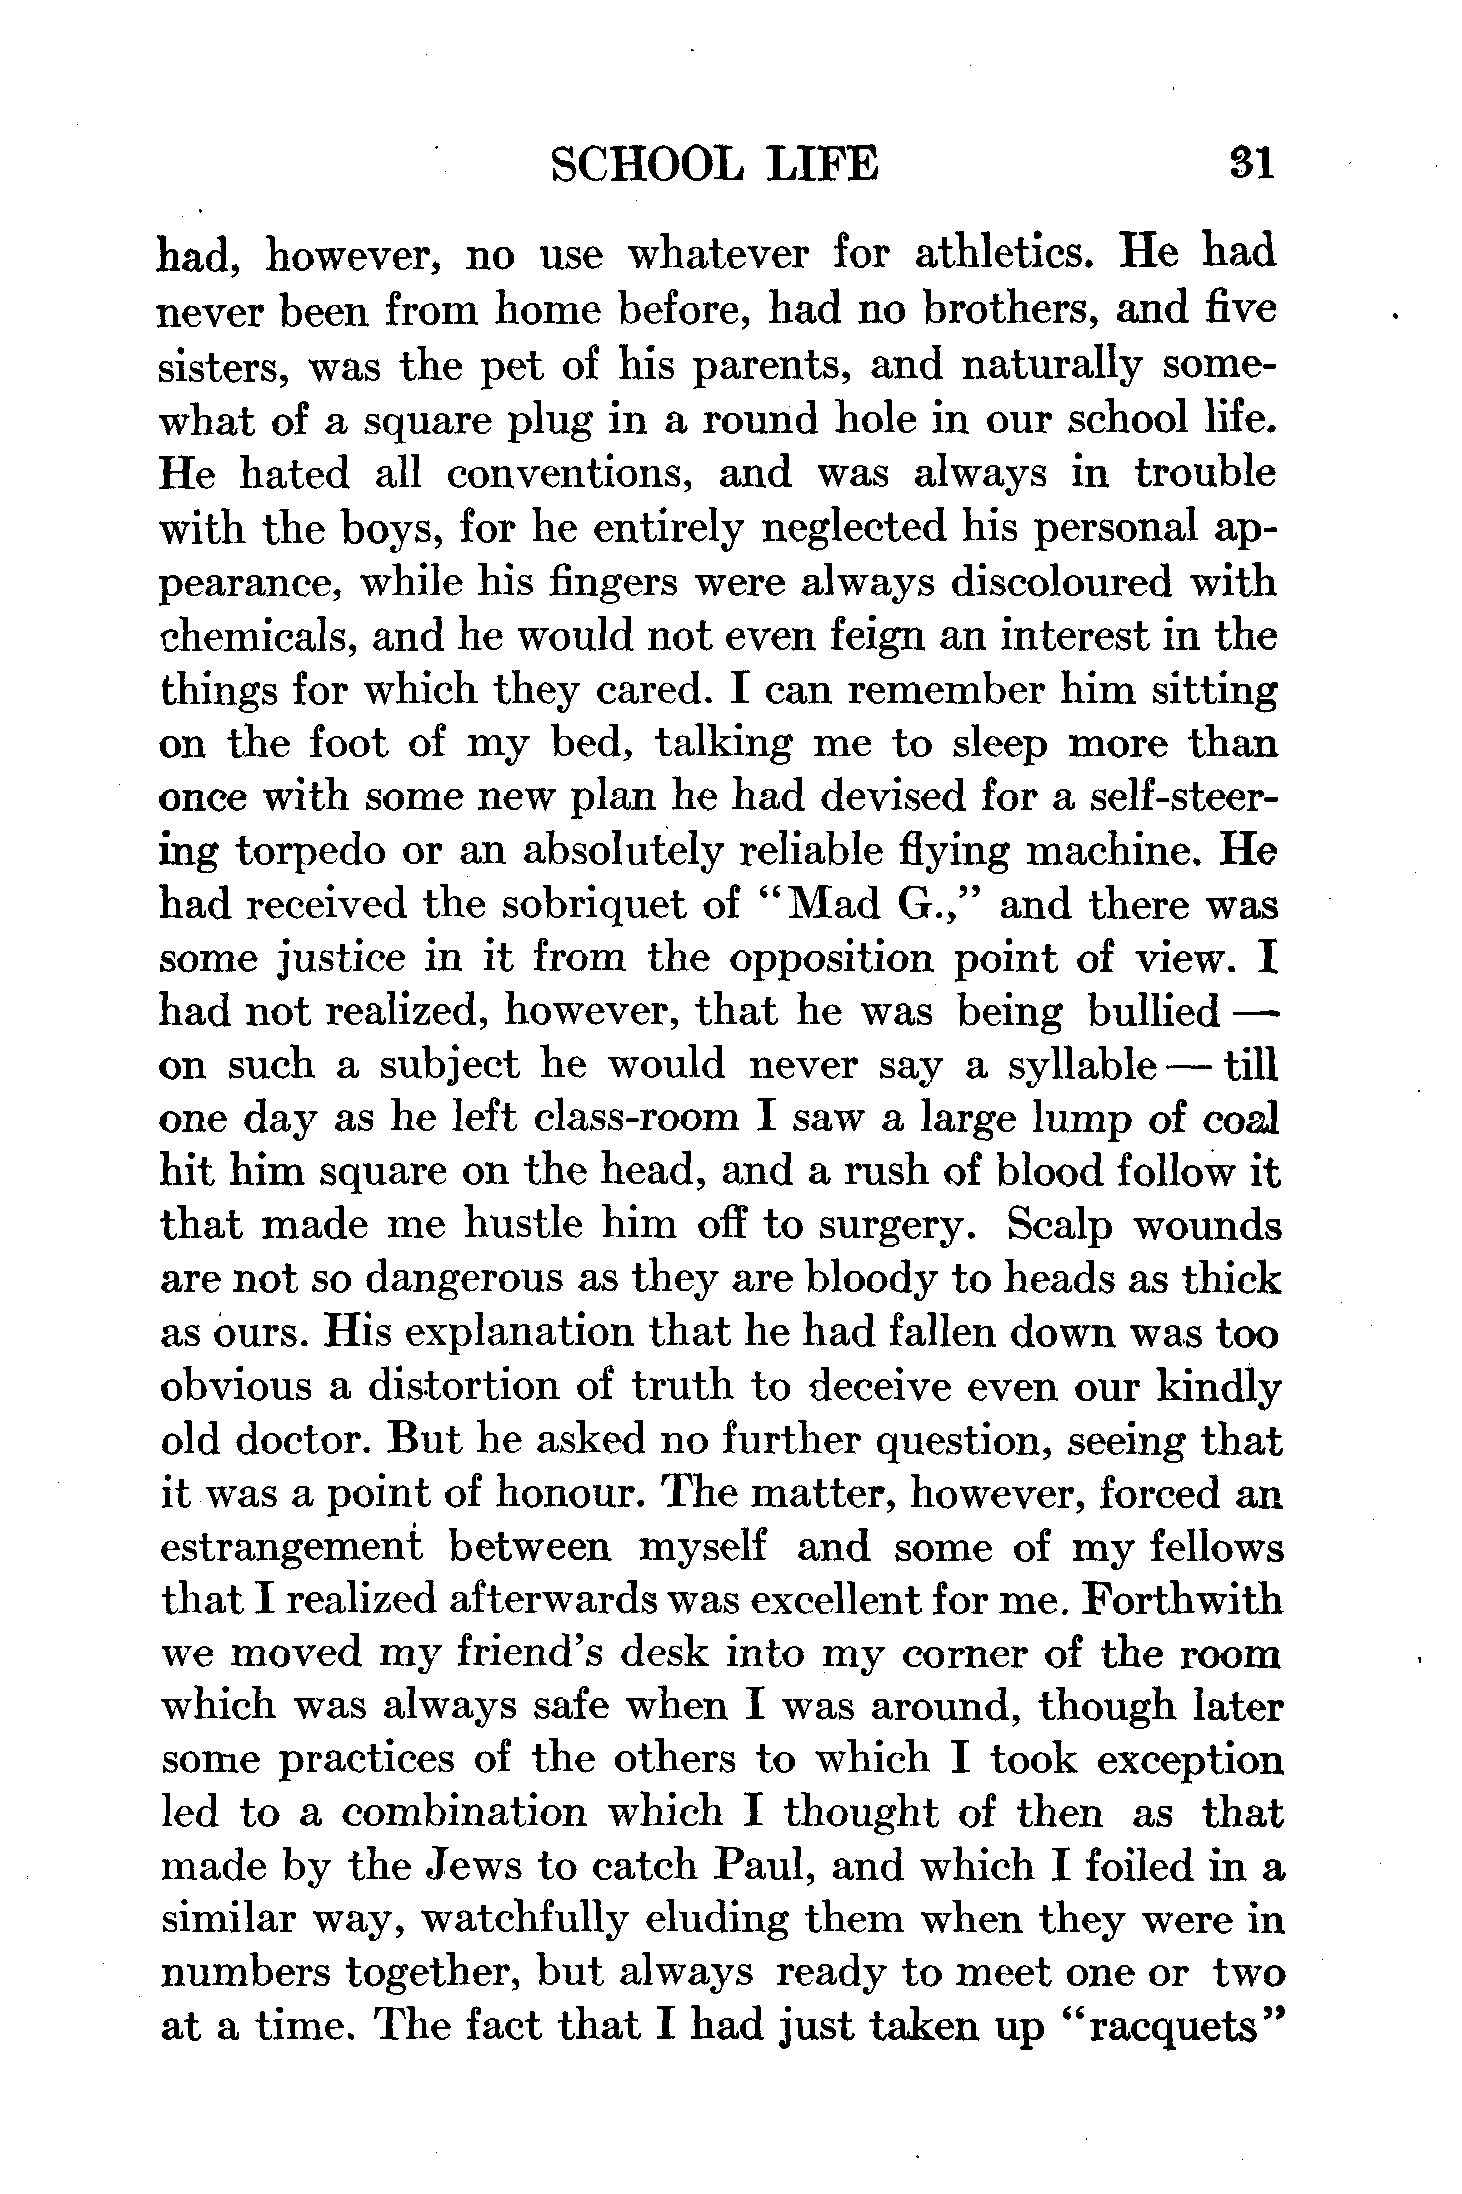 SCHOOL LIFE 31
had, however, no use whatever for athletics. He had
never been from home before, had no brothers, and five
sisters, was the pet of his parents, and naturally some-
what of a square plug in a round hole in our school life.
He hated all conventions, and was always in trouble
with the boys, for he entirely neglected his personal ap-
pearance, while his fingers were always discoloured with
chemicals, and he would not even feign an interest in the
things for which they cared. I can remember him sitting
on the foot of my bed, talking me to sleep more than
once with some new plan he had devised for a self-steer-
ing torpedo or an absolutely reliable flying machine. He
had received the sobriquet of "Mad G.," and there was
some justice in it from the opposition point of view. I
had not realized, however, that he was being bullied —
on such a subject he would never say a syllable — till
one day as he left class-room I saw a large lump of coal
hit him square on the head, and a rush of blood follow it
that made me hustle him off to surgery. Scalp wounds
are not so dangerous as they are bloody to heads as thick
as ours. His explanation that he had fallen down was too
obvious a distortion of truth to deceive even our kindly
old doctor. But he asked no further question, seeing that
it was a point of honour. The matter, however, forced an
estrangement between myself and some of my fellows
that I realized afterwards was excellent for me. Forthwith
we moved my friend's desk into my corner of the room
which was always safe when I was around, though later
some practices of the others to which I took exception
led to a combination which I thought of then as that
made by the Jews to catch Paul, and which I foiled in a
similar way, watchfully eluding them when they were in
numbers together, but always ready to meet one or two
at a time. The fact that I had just taken up "racquets"